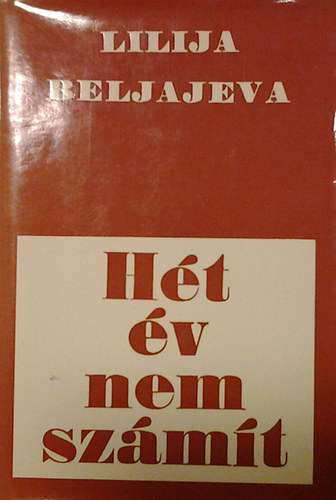 LILIJA
BELJAJEVA
Hét
év
nem
számít